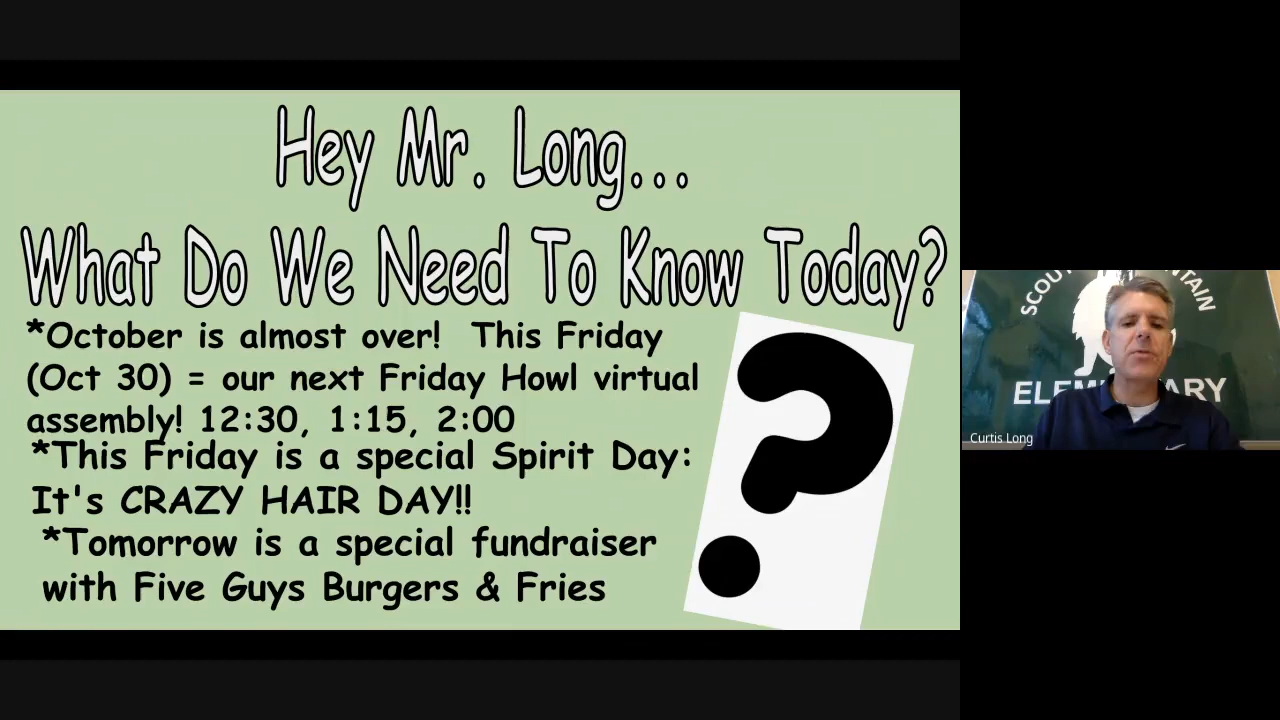 Hey Mr. Long...
What Do We Need To Know Today?
*October is almost over!  This Friday
(Oct 30) = our next Friday Howl virtual
assembly! 12:30, 1:15, 2:00
*This Friday is a special Spirit Day:
It's CRAZY HAIR DAY!!
*Tomorrow is a special fundraiser
with Five Guys Burgers & Fries
?
Curtis Long